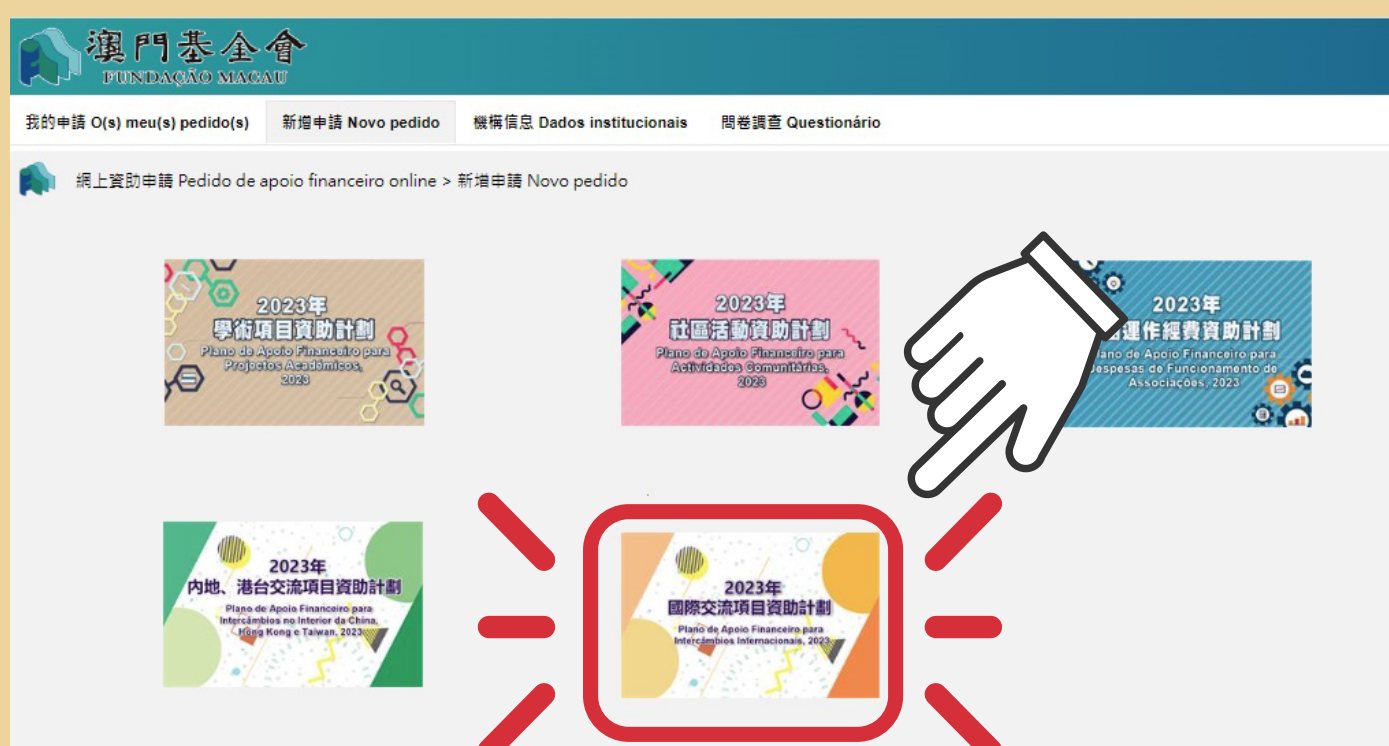 澳門基金會
FUNDAÇÃO MACAU
我的申請 O(s) meu(s) pedido(s) 新增申請 Novo pedido 機構信息 Dados institucionais 問卷調查 Questionário
網上資助申請 Pedido de apoio financeiro online > 新增申請 Novo pedido
2023年
學術項目資助計劃
Plano de Apoio Financeiro para
Projectos Académicos,
2023
2023年
社區活動資助計劃
Plano de Apoio Financeiro para
Actividades Comunitárias,
2023
2023年
運作經費資助計劃
lano de Apoio Financeiro para
espesas de Funcionamento de
Associações, 2023
2023年
內地、港台交流項目資助計劃
Plano de Apoio Financeiro para
Intercâmbios no Interior da China,
Hong Kong e Taiwan, 2023
2023年
國際交流項目資助計劃
Plano de Apoio Financeiro para
Intercâmbios Internacionais, 2023